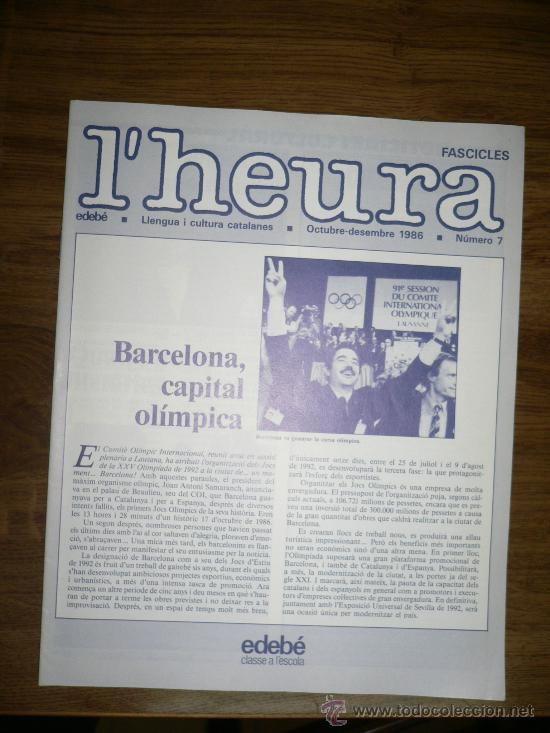 FASCICLES
l'heura
edebé ■ Llengua i cultura catalanes ■ Octubre-desembre 1986 ■ Número 7
91e SESSION
DU COMITÉ
INTERNATIONAL
OLYMPIQUE
LAUSANNE
Barcelona,
capital
olímpica
Barcelona va guanyar la cursa olímpica.
El Comitè Olímpic Internacional, reunit avui en sessió
plenària a Lausana, ha atribuït l'organització dels Jocs
de la XXV Olimpíada de 1992 a la ciutat de... un mo-
ment... Barcelona! Amb aquestes paraules, el president del
màxim organisme olímpic, Joan Antoni Samaranch, anuncia-
va en el palau de Beaulieu, seu del COI, que Barcelona gua-
nyava per a Catalunya i per a Espanya, després de diversos
intents fallits, els primers Jocs Olímpics de la seva història. Eren
les 13 hores i 28 minuts d'un històric 17 d'octubre de 1986.
Un segon després, nombroses persones que havien passat
els últims dies amb l'ai al cor saltaven d'alegria, ploraven d'emo-
ció, s'abraçaven... Una mica més tard, els barcelonins es llan-
çaven al carrer per manifestar el seu entusiasme per la notícia.
La designació de Barcelona com a seu dels Jocs d'Estiu
de 1992 és fruit d'un treball de gairebé sis anys, durant els quals
s'han desenvolupat ambiciosos projectes esportius, econòmics
i urbanístics, a més d'una intensa tasca de promoció. Ara
comença un altre període de cinc anys i deu mesos en què s'hau-
ran de portar a terme les obres previstes i no deixar res a la
improvisació. Després, en un espai de temps molt més breu,
d'únicament setze dies, entre el 25 de juliol i el 9 d'agost
de 1992, es desenvoluparà la tercera fase: la que protagonit-
zarà l'esforç dels esportistes.
Organitzar els Jocs Olímpics és una empresa de molta
envergadura. El pressupost de l'organització puja, segons càl-
culs actuals, a 106.721 milions de pessetes, encara que es pre-
veu una inversió total de 300.000 milions de pessetes a causa
de la gran quantitat d'obres que caldrà realitzar a la ciutat de
Barcelona.
Es crearan llocs de treball nous, es produirà una allau
turística impressionant... Però els beneficis més importants
no seran econòmics sinó d'una altra mena. En primer lloc,
l'Olimpíada suposarà una gran plataforma promocional de
Barcelona, i també de Catalunya i d'Espanya. Possibilitarà,
a més, la modernització de la ciutat, a les portes ja del se-
gle XXI. I marcarà, així mateix, la pauta de la capacitat dels
catalans i dels espanyols en general com a promotors i execu-
tors d'empreses col·lectives de gran envergadura. En definitiva,
juntament amb l'Exposició Universal de Sevilla de 1992, serà
una ocasió única per modernitzar el país.
edebé
classe a l'escola
todocoleccion.net